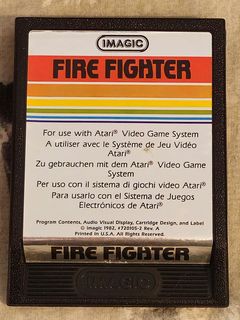 IMAGIC
FIRE FIGHTER
For use with Atari® Video Game System
A utiliser avec le Système de Jeu Vidéo
Atari®
Zu gebrauchen mit dem Atari® Video Game
System
Per uso con il sistema di giochi video Atari®
Para usarlo con el Sistema de Juegos
Electrónicos de Atari®
Program Contents, Audio Visual Display, Cartridge Design, and Label
© imagic 1982, #720105-2 Rev. A
Printed in U.S.A. All Rights Reserved.
FIRE FIGHTER
IMAGIC